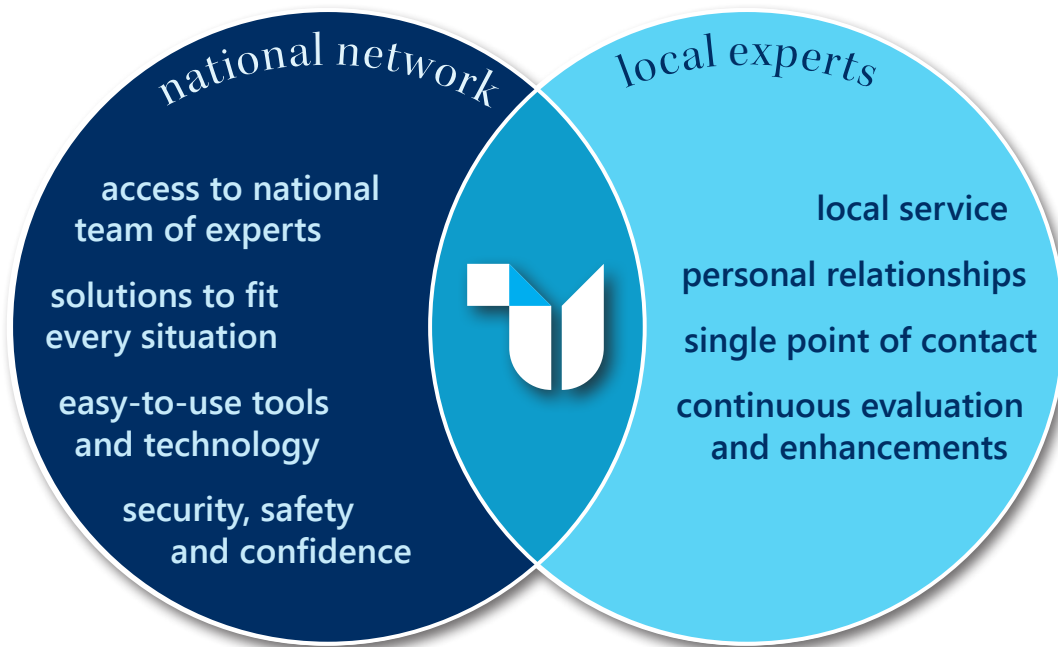 national network
access to national
team of experts
solutions to fit
every situation
easy-to-use tools
and technology
security, safety
and confidence
local experts
local service
personal relationships
single point of contact
continuous evaluation
and enhancements